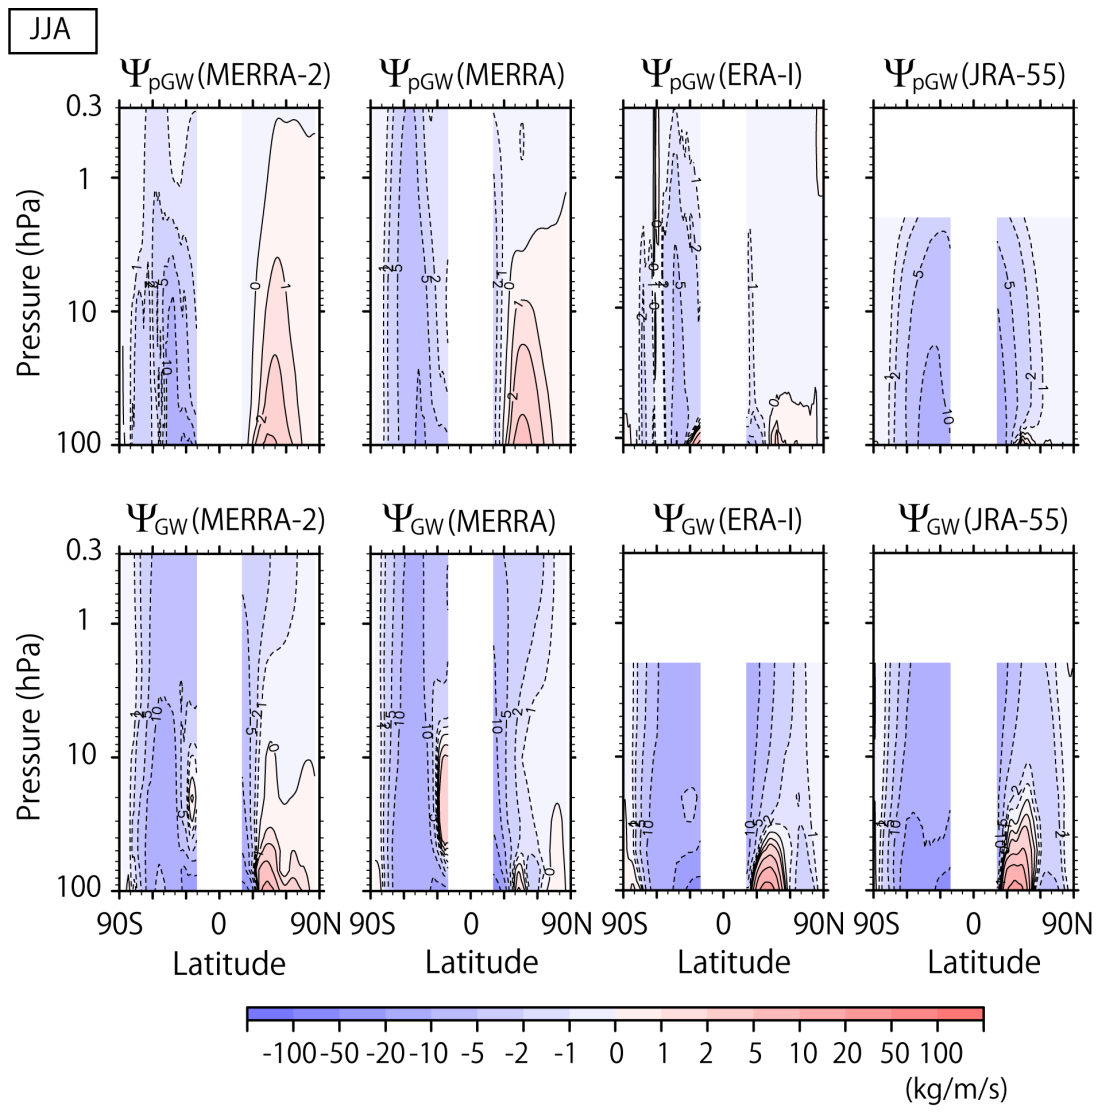 JJA
ΨpGW (MERRA-2) ΨpGW (MERRA) ΨpGW (ERA-I) ΨpGW (JRA-55)
0.3
1
10
100
Pressure (hPa)
ΨGW (MERRA-2) ΨGW (MERRA) ΨGW (ERA-I) ΨGW (JRA-55)
0.3
1
10
100
Pressure (hPa)
90S 0 90N 90S 0 90N 90S 0 90N 90S 0 90N
Latitude Latitude Latitude Latitude
-100 -50 -20 -10 -5 -2 -1 0 1 2 5 10 20 50 100
(kg/m/s)